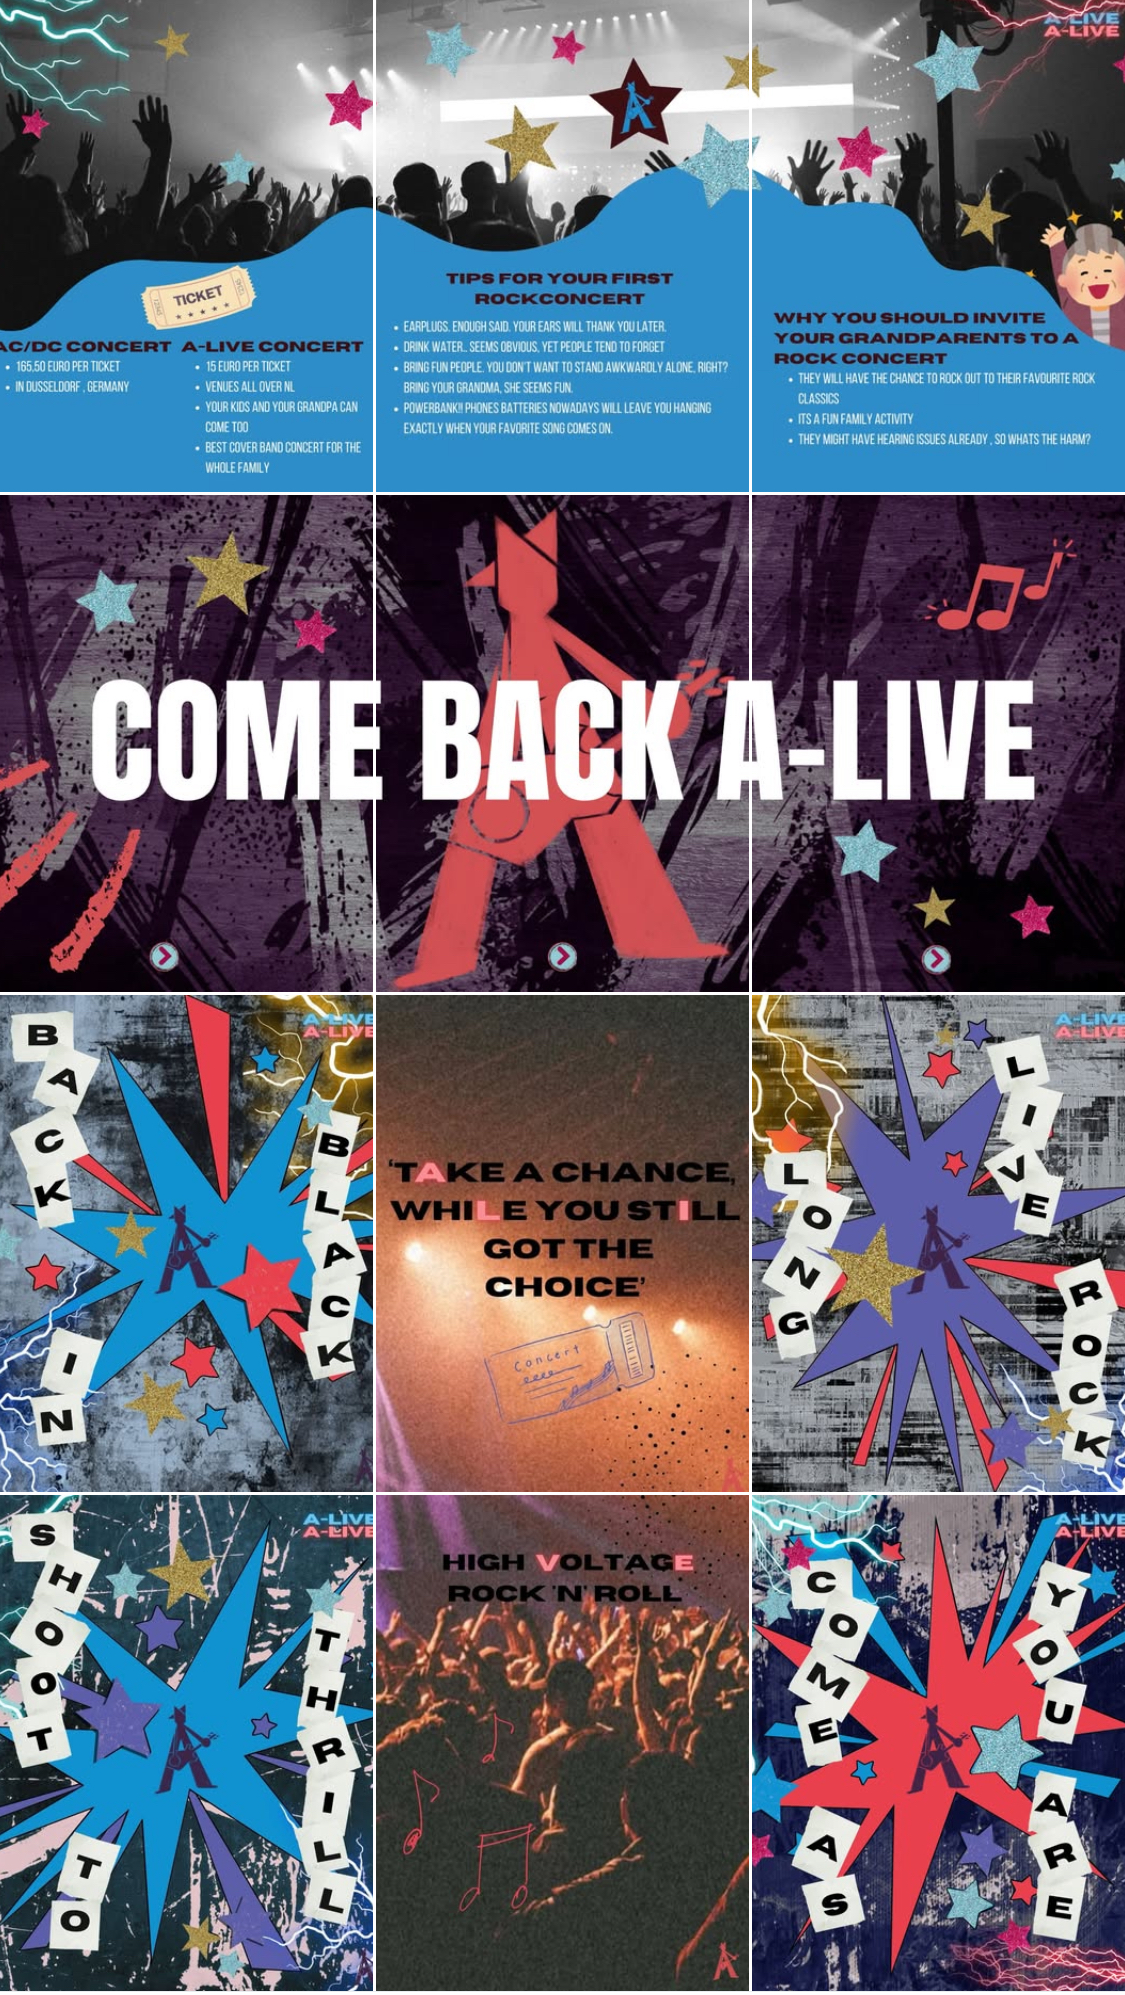 A-LIVE
A-LIVE
TICKET
AC/DC CONCERT
165,50 EURO PER TICKET
IN DUSSELDORF , GERMANY
A-LIVE CONCERT
15 EURO PER TICKET
VENUES ALL OVER NL
YOUR KIDS AND YOUR GRANDPA CAN
COME TOO
BEST COVER BAND CONCERT FOR THE
WHOLE FAMILY
TIPS FOR YOUR FIRST
ROCKCONCERT
EARPLUGS. ENOUGH SAID. YOUR EARS WILL THANK YOU LATER.
DRINK WATER.. SEEMS OBVIOUS, YET PEOPLE TEND TO FORGET
BRING FUN PEOPLE. YOU DON'T WANT TO STAND AWKWARDLY ALONE, RIGHT?
BRING YOUR GRANDMA, SHE SEEMS FUN.
POWERBANK!! PHONES BATTERIES NOWADAYS WILL LEAVE YOU HANGING
EXACTLY WHEN YOUR FAVORITE SONG COMES ON.
WHY YOU SHOULD INVITE
YOUR GRANDPARENTS TO A
ROCK CONCERT
THEY WILL HAVE THE CHANCE TO ROCK OUT TO THEIR FAVOURITE ROCK
CLASSICS
ITS A FUN FAMILY ACTIVITY
THEY MIGHT HAVE HEARING ISSUES ALREADY , SO WHATS THE HARM?
COME BACK A-LIVE
A-LIVE
A-LIVE
BACK
IN
BLACK
'TAKE A CHANCE,
WHILE YOU STILL
GOT THE
CHOICE'
Concert
A-LIVE
A-LIVE
LONG
LIVE
ROCK
A-LIVE
A-LIVE
SHOOT
TO
THRILL
HIGH VOLTAGE
ROCK 'N' ROLL
A-LIVE
A-LIVE
COME
AS
YOU
ARE